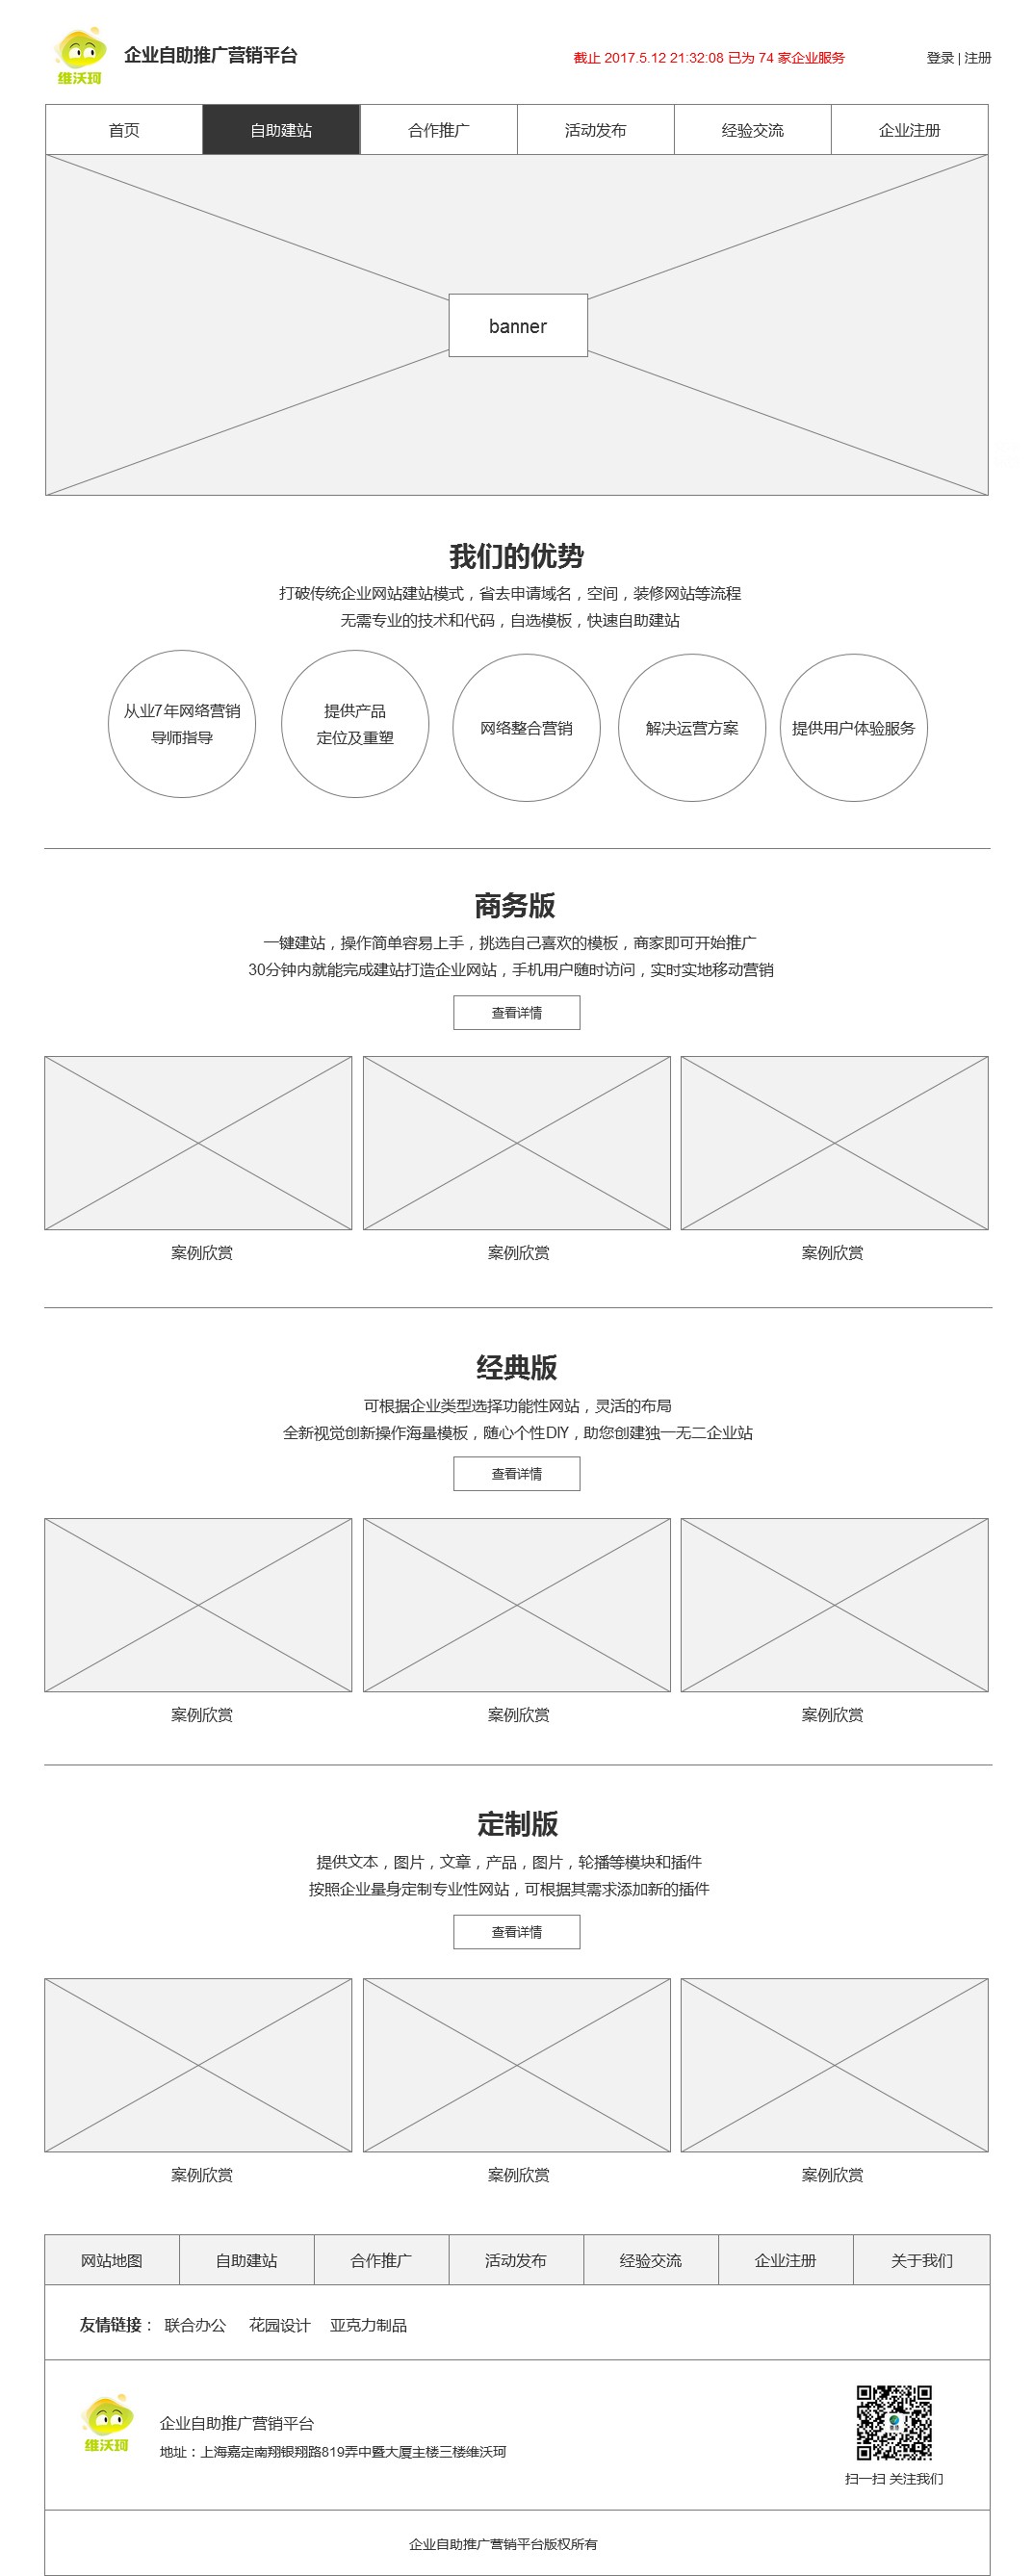 维沃珂
企业自助推广营销平台
截止 2017.5.12 21:32:08 已为 74 家企业服务
登录 | 注册
首页
自助建站
合作推广
活动发布
经验交流
企业注册
banner
我们的优势
打破传统企业网站建站模式，省去申请域名，空间，装修网站等流程
无需专业的技术和代码，自选模板，快速自助建站
从业7年网络营销
导师指导
提供产品
定位及重塑
网络整合营销
解决运营方案
提供用户体验服务
商务版
一键建站，操作简单容易上手，挑选自己喜欢的模板，商家即可开始推广
30分钟内就能完成建站打造企业网站，手机用户随时访问，实时实地移动营销
查看详情
案例欣赏
案例欣赏
案例欣赏
经典版
可根据企业类型选择功能性网站，灵活的布局
全新视觉创新操作海量模板，随心个性DIY，助您创建独一无二企业站
查看详情
案例欣赏
案例欣赏
案例欣赏
定制版
提供文本，图片，文章，产品，图片，轮播等模块和插件
按照企业量身定制专业性网站，可根据其需求添加新的插件
查看详情
案例欣赏
案例欣赏
案例欣赏
网站地图
自助建站
合作推广
活动发布
经验交流
企业注册
关于我们
友情链接： 联合办公 花园设计 亚克力制品
维沃珂
企业自助推广营销平台
地址：上海嘉定南翔银翔路819弄中暨大厦主楼三楼维沃珂
扫一扫 关注我们
企业自助推广营销平台版权所有